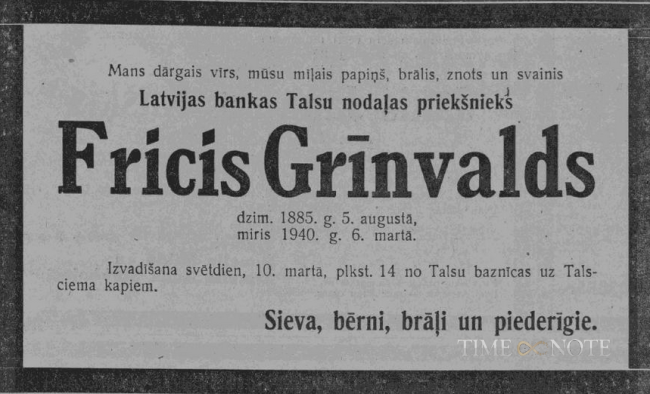 Mans dārgais vīrs, mūsu mīļais papiņš, brālis, znots un svainis
Latvijas bankas Talsu nodaļas priekšnieks
Fricis Grīnvalds
dzim. 1885. g. 5. augustā,
miris 1940. g. 6. martā.
Izvadīšana svētdien, 10. martā, plkst. 14 no Talsu baznīcas uz Tals-
ciema kapiem.
Sieva, bērni, brāļi un piederīgie.
TIME NOTE